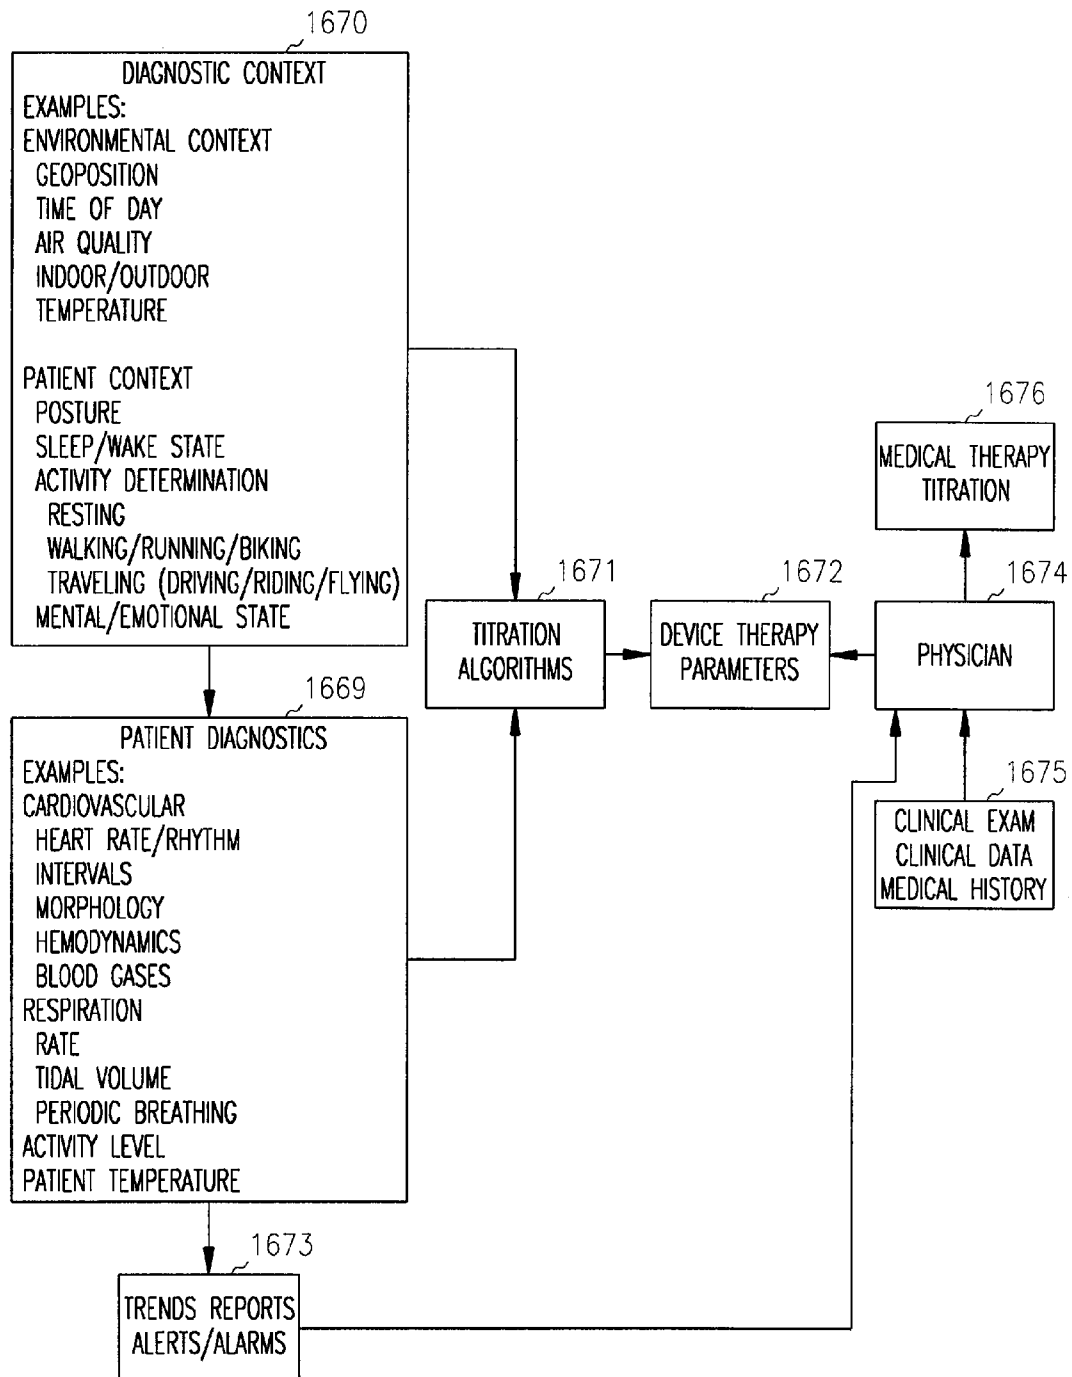 1670
DIAGNOSTIC CONTEXT
EXAMPLES:
ENVIRONMENTAL CONTEXT
GEOPOSITION
TIME OF DAY
AIR QUALITY
INDOOR/OUTDOOR
TEMPERATURE
PATIENT CONTEXT
POSTURE
SLEEP/WAKE STATE
ACTIVITY DETERMINATION
RESTING
WALKING/RUNNING/BIKING
TRAVELING (DRIVING/RIDING/FLYING)
MENTAL/EMOTIONAL STATE
1669
PATIENT DIAGNOSTICS
EXAMPLES:
CARDIOVASCULAR
HEART RATE/RHYTHM
INTERVALS
MORPHOLOGY
HEMODYNAMICS
BLOOD GASES
RESPIRATION
RATE
TIDAL VOLUME
PERIODIC BREATHING
ACTIVITY LEVEL
PATIENT TEMPERATURE
1673
TRENDS REPORTS
ALERTS/ALARMS
1671
TITRATION
ALGORITHMS
1672
DEVICE THERAPY
PARAMETERS
1676
MEDICAL THERAPY
TITRATION
1674
PHYSICIAN
1675
CLINICAL EXAM
CLINICAL DATA
MEDICAL HISTORY